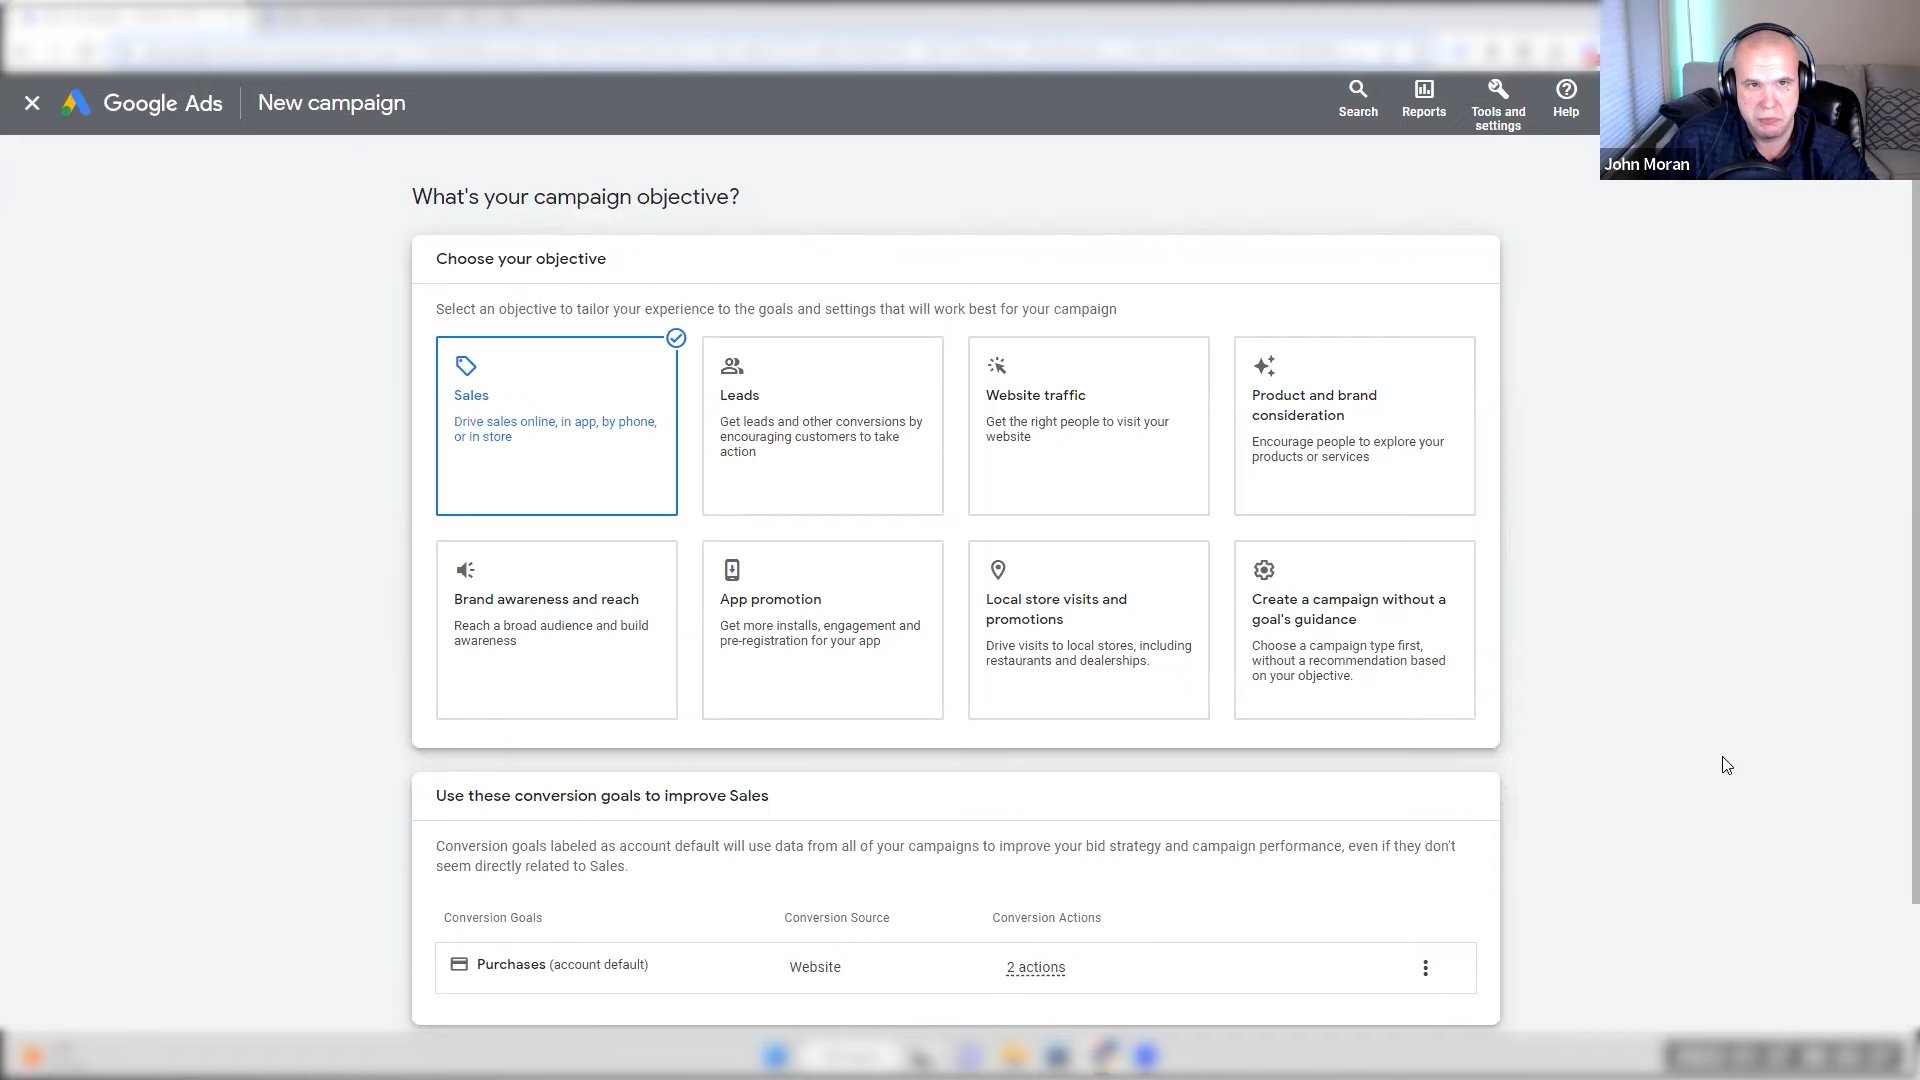 Google Ads
New campaign
Search
Reports
Tools and
settings
Help
John Moran
What's your campaign objective?
Choose your objective
Select an objective to tailor your experience to the goals and settings that will work best for your campaign
Sales
Drive sales online, in app, by phone,
or in store
Leads
Get leads and other conversions by
encouraging customers to take
action
Website traffic
Get the right people to visit your
website
Product and brand
consideration
Encourage people to explore your
products or services
Brand awareness and reach
Reach a broad audience and build
awareness
App promotion
Get more installs, engagement and
pre-registration for your app
Local store visits and
promotions
Drive visits to local stores, including
restaurants and dealerships.
Create a campaign without a
goal's guidance
Choose a campaign type first,
without a recommendation based
on your objective.
Use these conversion goals to improve Sales
Conversion goals labeled as account default will use data from all of your campaigns to improve your bid strategy and campaign performance, even if they don't
seem directly related to Sales.
Conversion Goals
Conversion Source
Conversion Actions
Purchases (account default)
Website
2 actions